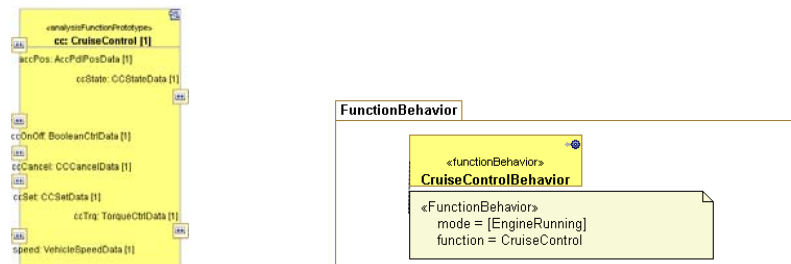 «analysisFunctionPrototype»
cc: CruiseControl [1]
accPos: AccPdlPosData [1]
ccState: CCStateData [1]
ccOnOff: BooleanCtrlData [1]
ccCancel: CCCancelData [1]
ccSet: CCSetData [1]
ccTrq: TorqueCtrlData [1]
speed: VehicleSpeedData [1]
FunctionBehavior
«functionBehavior»
CruiseControlBehavior
«FunctionBehavior»
mode = [EngineRunning]
function = CruiseControl